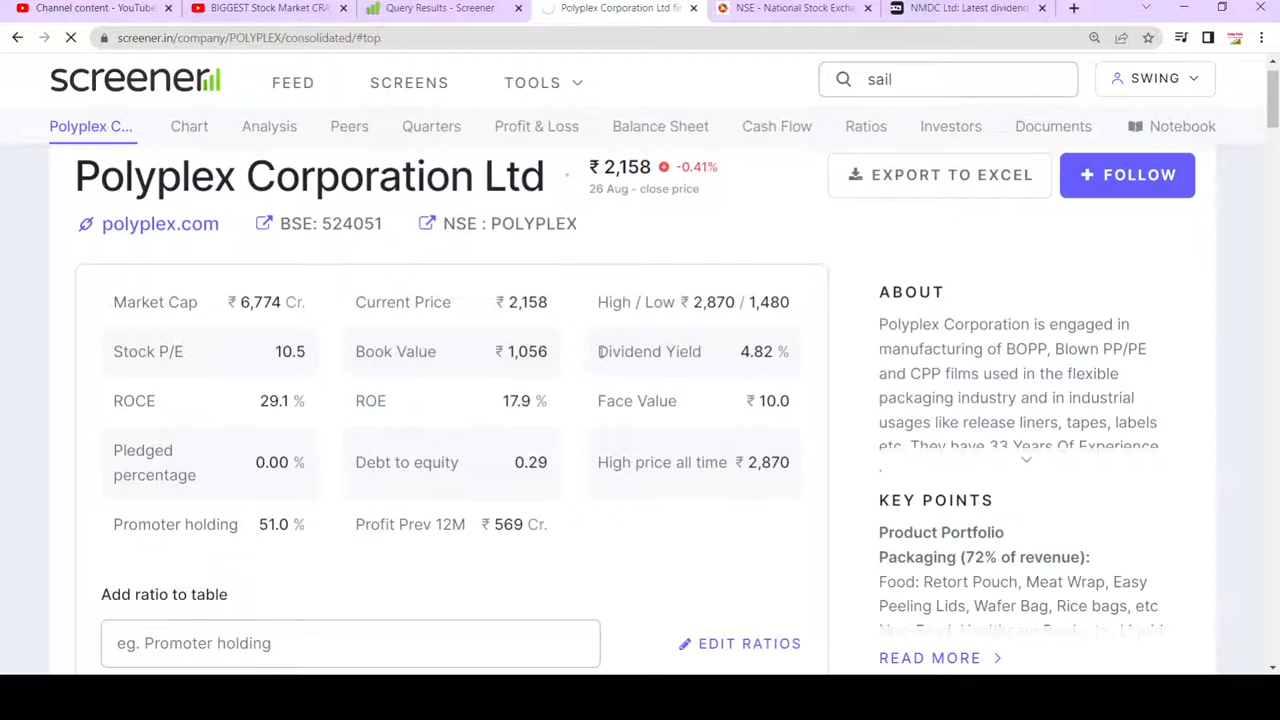 Channel content - YouTube
BIGGEST Stock Market CRA
Query Results - Screener
Polyplex Corporation Ltd fin
NSE - National Stock Excha
NMDC Ltd: Latest dividend
screener.in/company/POLYPLEX/consolidated/#top
screener
FEED
SCREENS
TOOLS
sail
SWING
Polyplex C...
Chart
Analysis
Peers
Quarters
Profit & Loss
Balance Sheet
Cash Flow
Ratios
Investors
Documents
Notebook
Polyplex Corporation Ltd
₹ 2,158 -0.41%
26 Aug - close price
EXPORT TO EXCEL
FOLLOW
polyplex.com
BSE: 524051
NSE : POLYPLEX
Market Cap ₹ 6,774 Cr.
Current Price ₹ 2,158
High / Low ₹ 2,870 / 1,480
Stock P/E 10.5
Book Value ₹ 1,056
Dividend Yield 4.82 %
ROCE 29.1 %
ROE 17.9 %
Face Value ₹ 10.0
Pledged
percentage 0.00 %
Debt to equity 0.29
High price all time ₹ 2,870
Promoter holding 51.0 %
Profit Prev 12M ₹ 569 Cr.
Add ratio to table
eg. Promoter holding
EDIT RATIOS
ABOUT
Polyplex Corporation is engaged in
manufacturing of BOPP, Blown PP/PE
and CPP films used in the flexible
packaging industry and in industrial
usages like release liners, tapes, labels
etc. They have 33 Years Of Experience
.
KEY POINTS
Product Portfolio
Packaging (72% of revenue):
Food: Retort Pouch, Meat Wrap, Easy
Peeling Lids, Wafer Bag, Rice bags, etc
READ MORE